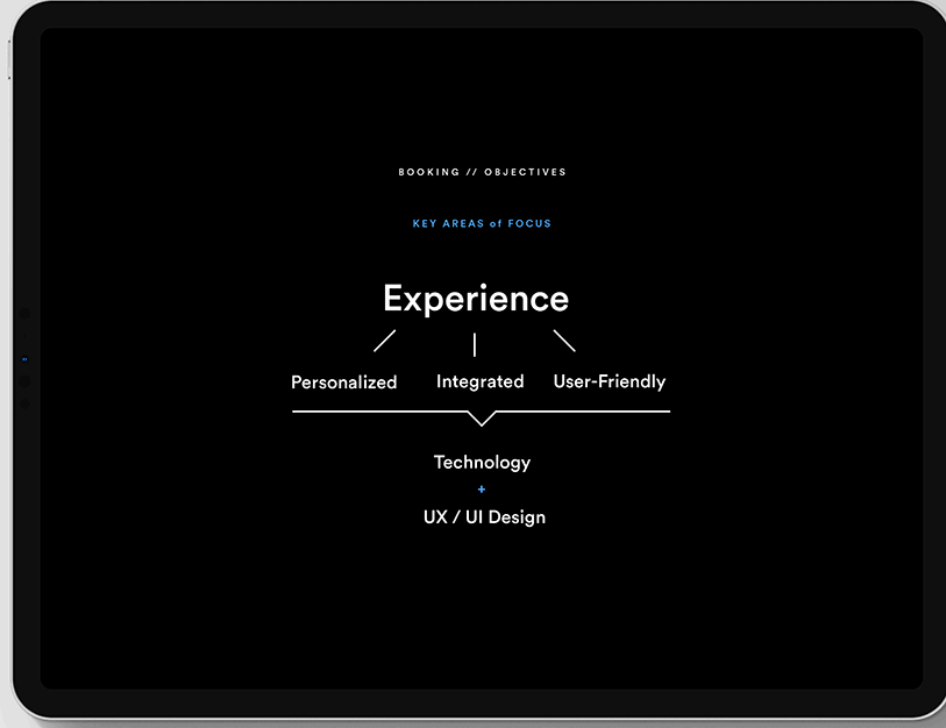 BOOKING // OBJECTIVES
KEY AREAS of FOCUS
Experience
Personalized Integrated User-Friendly
Technology
+
UX / UI Design